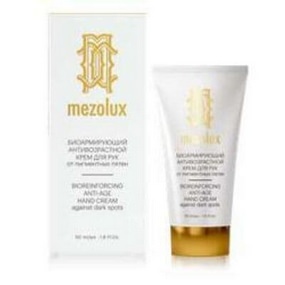 mezolux
БИОАРМИРУЮЩИЙ
АНТИВОЗРАСТНОЙ
КРЕМ ДЛЯ РУК
от пигментных пятен
BIOREINFORCING
ANTI-AGE
HAND CREAM
against dark spots
mezolux
БИОАРМИРУЮЩИЙ
АНТИВОЗРАСТНОЙ
КРЕМ ДЛЯ РУК
от пигментных пятен
BIOREINFORCING
ANTI-AGE
HAND CREAM
against dark spots